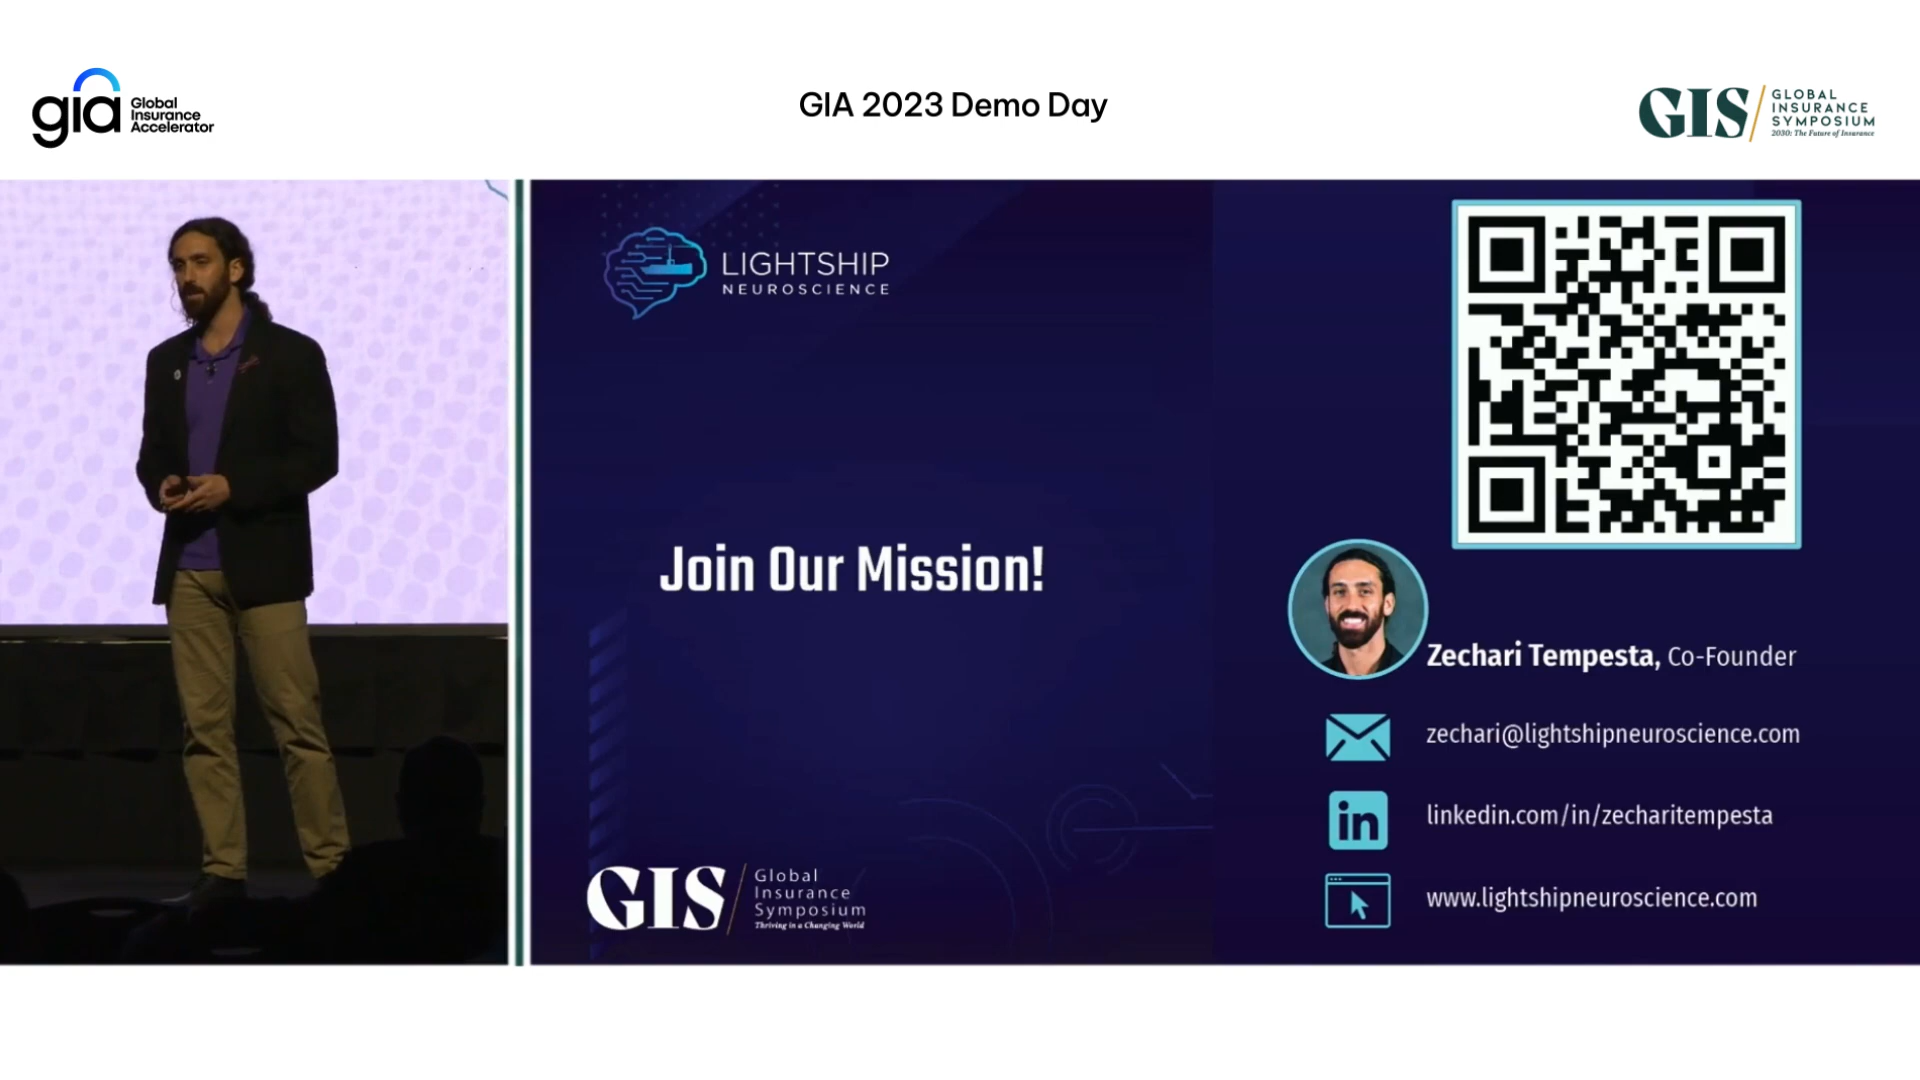 gia Global
Insurance
Accelerator
GIA 2023 Demo Day
GIS GLOBAL
INSURANCE
SYMPOSIUM
2030: The Future of Insurance
LIGHTSHIP
NEUROSCIENCE
Join Our Mission!
Zechari Tempesta, Co-Founder
zechari@lightshipneuroscience.com
in linkedin.com/in/zecharitempesta
www.lightshipneuroscience.com
GIS Global
Insurance
Symposium
Thriving in a Changing World